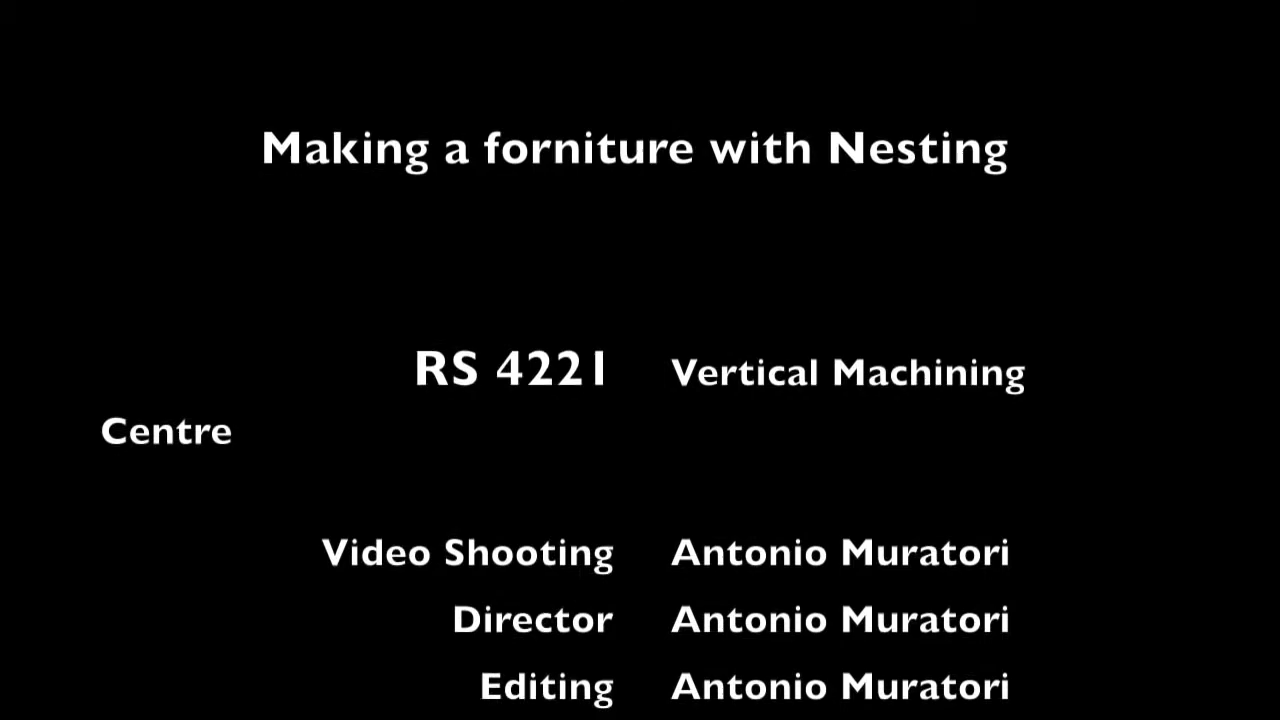 Making a forniture with Nesting
RS 4221 Vertical Machining
Centre
Video Shooting Antonio Muratori
Director Antonio Muratori
Editing Antonio Muratori